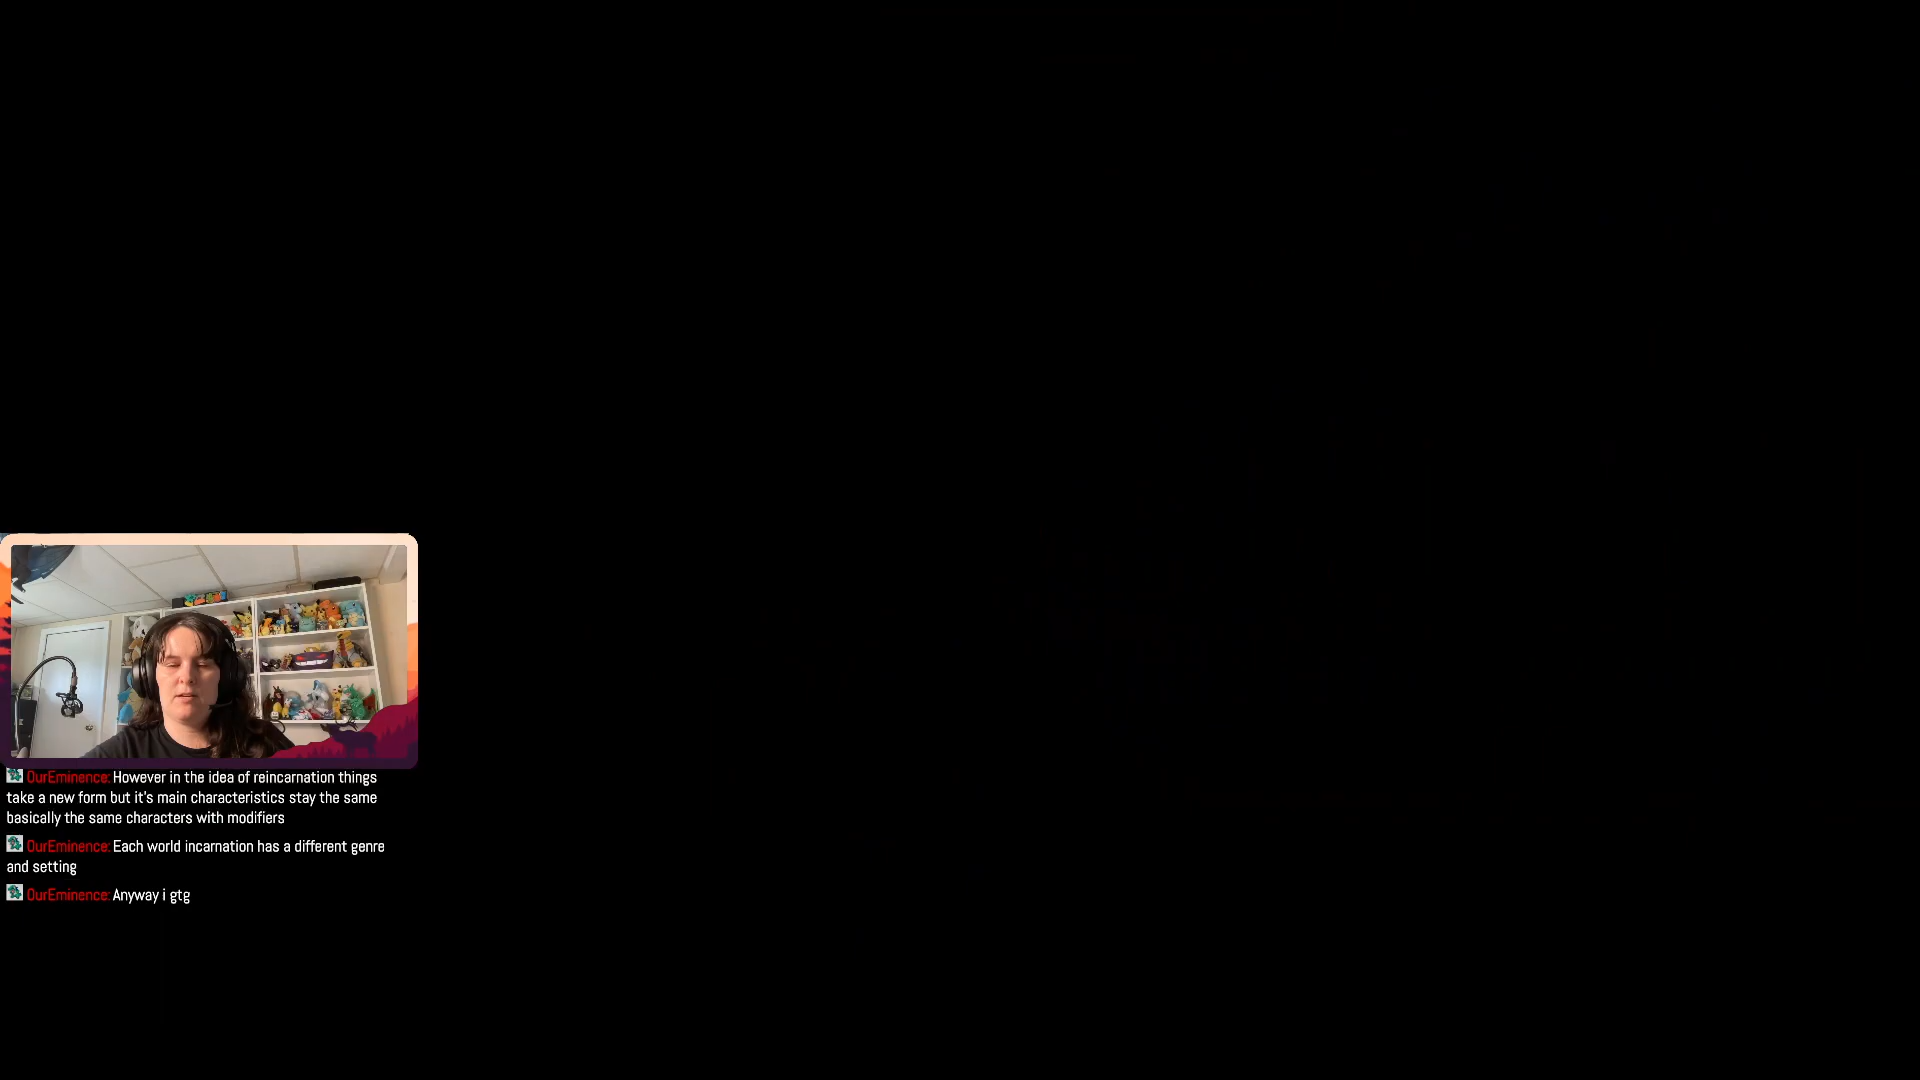 OurEminence: However in the idea of reincarnation things
take a new form but it's main characteristics stay the same
basically the same characters with modifiers
OurEminence: Each world incarnation has a different genre
and setting
OurEminence: Anyway i gtg